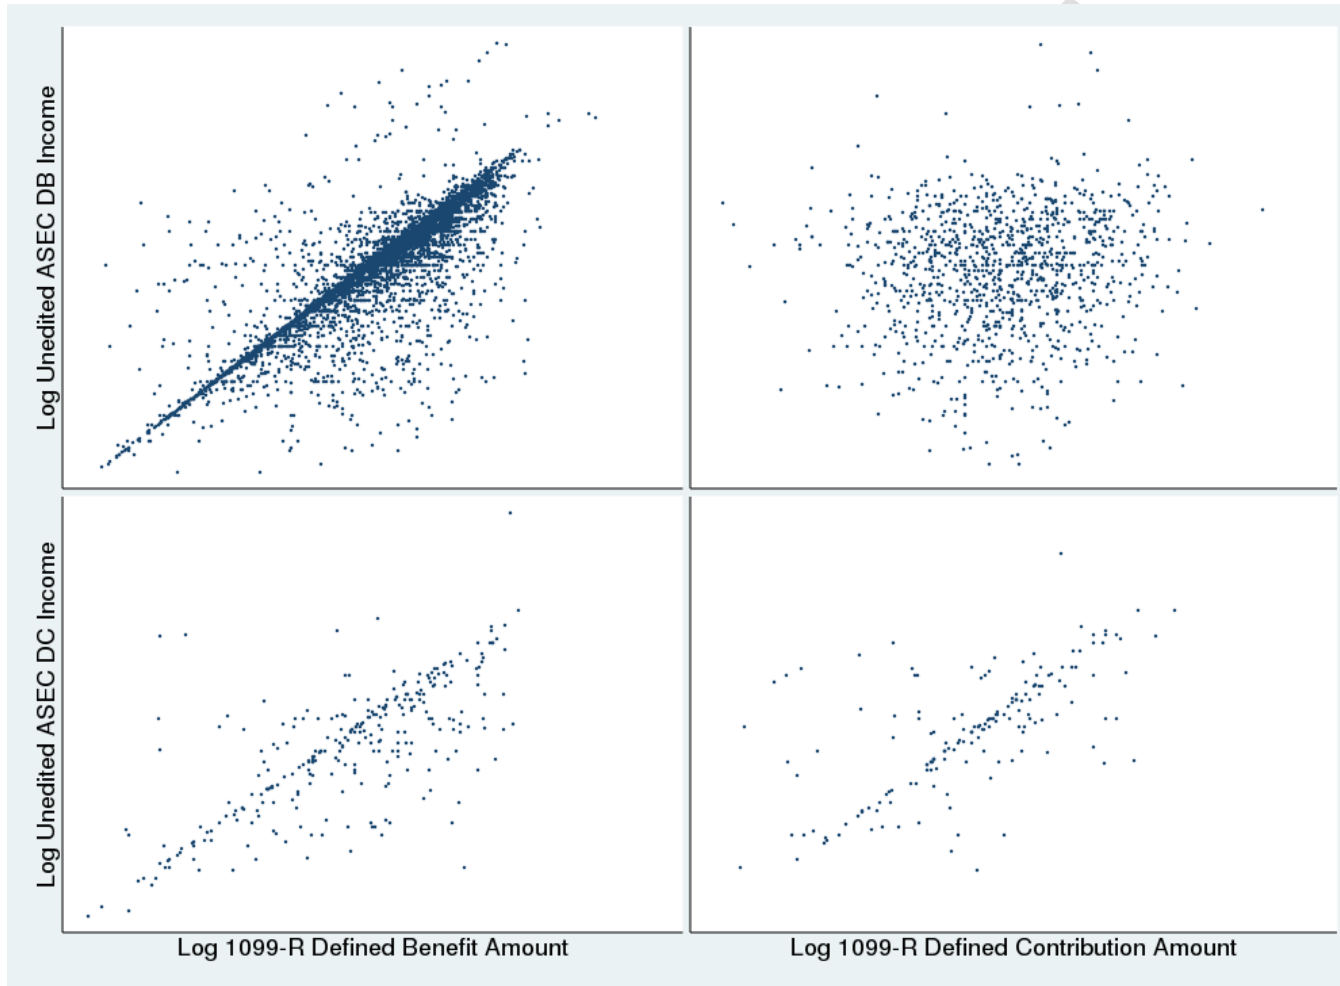 Log Unedited ASEC DB Income
Log Unedited ASEC DC Income
Log 1099-R Defined Benefit Amount
Log 1099-R Defined Contribution Amount